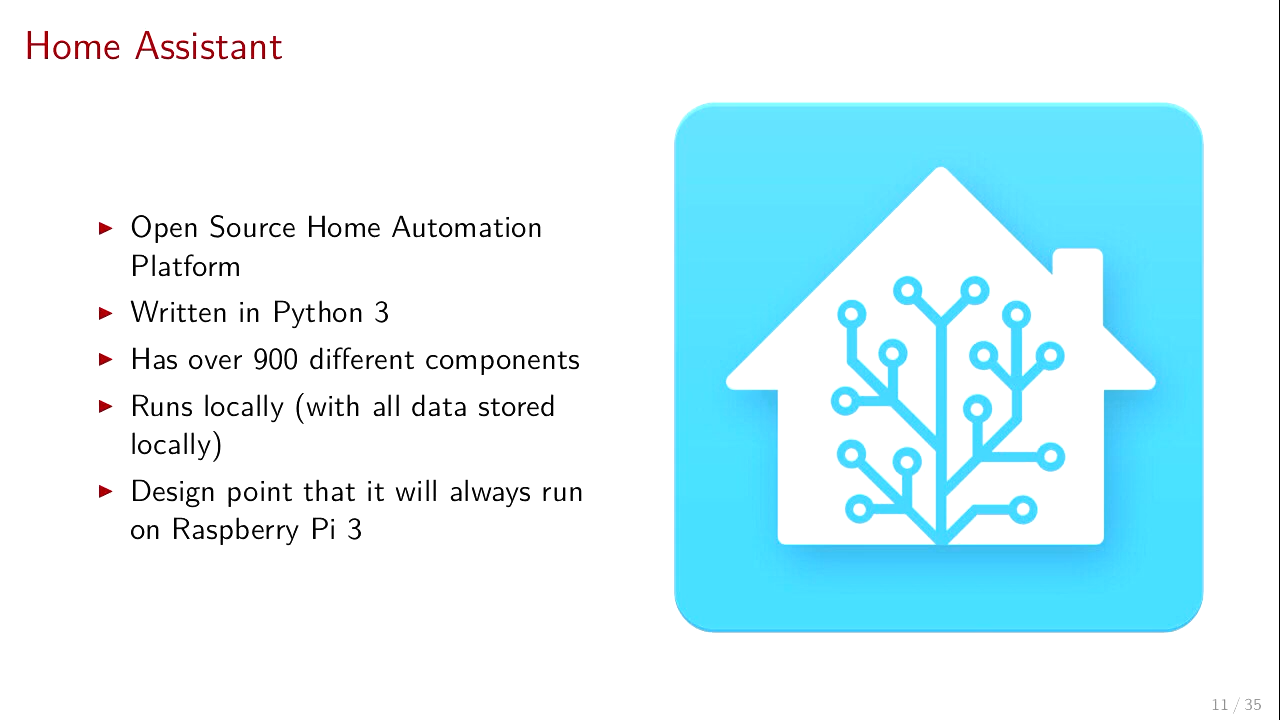 Home Assistant
▶ Open Source Home Automation
Platform
▶ Written in Python 3
▶ Has over 900 different components
▶ Runs locally (with all data stored
locally)
▶ Design point that it will always run
on Raspberry Pi 3
11 / 35